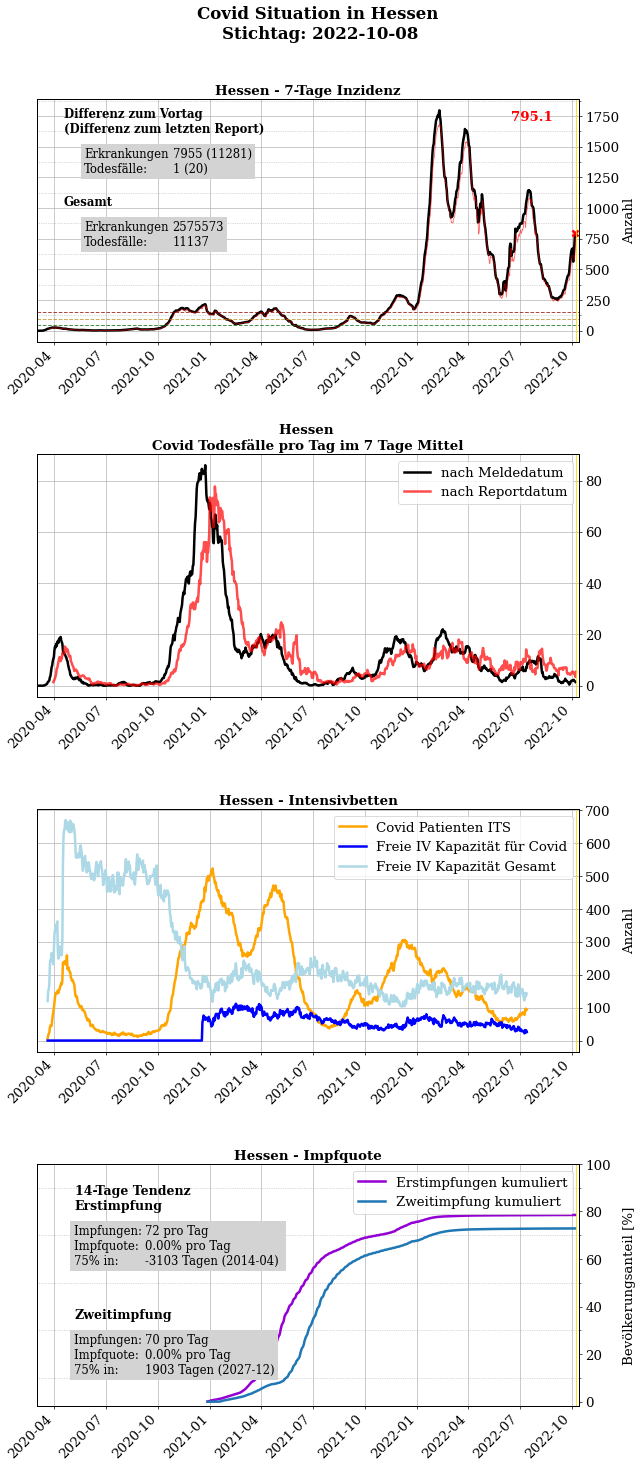 Covid Situation in Hessen
Stichtag: 2022-10-08
Hessen - 7-Tage Inzidenz
Differenz zum Vortag
(Differenz zum letzten Report)
Erkrankungen 7955 (11281)
Todesfälle: 1 (20)
Gesamt
Erkrankungen 2575573
Todesfälle: 11137
795.1
1750
1500
1250
1000
750
500
250
0
Anzahl
2020-04 2020-07 2020-10 2021-01 2021-04 2021-07 2021-10 2022-01 2022-04 2022-07 2022-10
Hessen
Covid Todesfälle pro Tag im 7 Tage Mittel
nach Meldedatum
nach Reportdatum
80
60
40
20
0
2020-04 2020-07 2020-10 2021-01 2021-04 2021-07 2021-10 2022-01 2022-04 2022-07 2022-10
Hessen - Intensivbetten
Covid Patienten ITS
Freie IV Kapazität für Covid
Freie IV Kapazität Gesamt
700
600
500
400
300
200
100
0
Anzahl
2020-04 2020-07 2020-10 2021-01 2021-04 2021-07 2021-10 2022-01 2022-04 2022-07 2022-10
Hessen - Impfquote
14-Tage Tendenz
Erstimpfung
Impfungen: 72 pro Tag
Impfquote: 0.00% pro Tag
75% in: -3103 Tagen (2014-04)
Zweitimpfung
Impfungen: 70 pro Tag
Impfquote: 0.00% pro Tag
75% in: 1903 Tagen (2027-12)
Erstimpfungen kumuliert
Zweitimpfung kumuliert
100
80
60
40
20
0
Bevölkerungsanteil [%]
2020-04 2020-07 2020-10 2021-01 2021-04 2021-07 2021-10 2022-01 2022-04 2022-07 2022-10